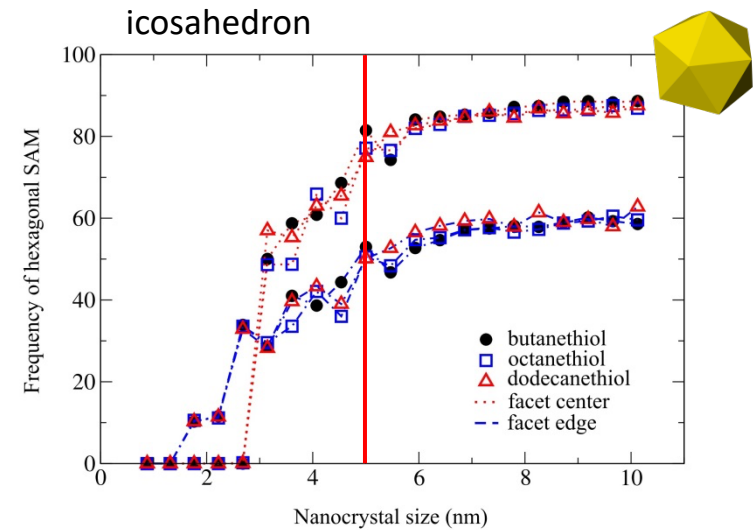 icosahedron
100
80
60
40
20
0
0
2
4
6
8
10
Frequency of hexagonal SAM
Nanocrystal size (nm)
butanethiol
octanethiol
dodecanethiol
facet center
facet edge